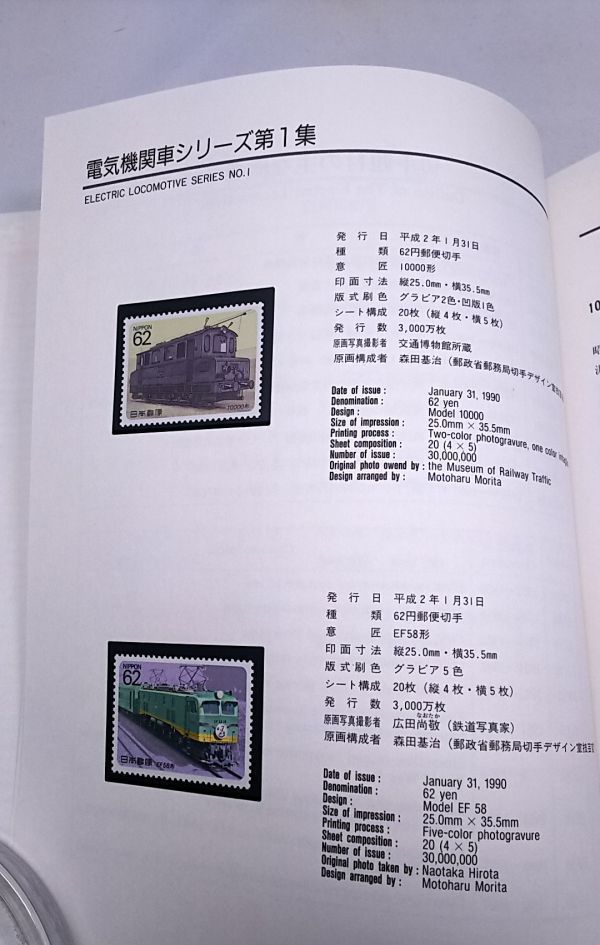 電気機関車シリーズ第1集
ELECTRIC LOCOMOTIVE SERIES NO.1
NIPPON
62
日本郵便
10000形
発行日 平成2年1月31日
種類 62円郵便切手
意匠 10000形
印面寸法 縦25.0mm・横35.5mm
版式刷色 グラビア2色・凹版1色
シート構成 20枚(縦4枚・横5枚)
発行数 3,000万枚
原画写真撮影者 交通博物館所蔵
原画構成者 森田基治(郵政省郵務局切手デザイン室
Date of issue : January 31, 1990
Denomination : 62 yen
Design : Model 10000
Size of impression : 25.0mm × 35.5mm
Printing process : Two-color photogravure, one color
Sheet composition : 20 (4 × 5)
Number of issue : 30,000,000
Original photo owend by : the Museum of Railway Traffic
Design arranged by : Motoharu Morita
NIPPON
62
日本郵便
EF58形
発行日 平成2年1月31日
種類 62円郵便切手
意匠 EF58形
印面寸法 縦25.0mm・横35.5mm
版式刷色 グラビア5色
シート構成 20枚(縦4枚・横5枚)
発行数 3,000万枚
なおたか
原画写真撮影者 広田尚敬(鉄道写真家)
原画構成者 森田基治(郵政省郵務局切手デザイン室技芸官
Date of issue : January 31, 1990
Denomination : 62 yen
Design : Model EF 58
Size of impression : 25.0mm × 35.5mm
Printing process : Five-color photogravure
Sheet composition : 20 (4 × 5)
Number of issue : 30,000,000
Original photo taken by : Naotaka Hirota
Design arranged by : Motoharu Morita
10